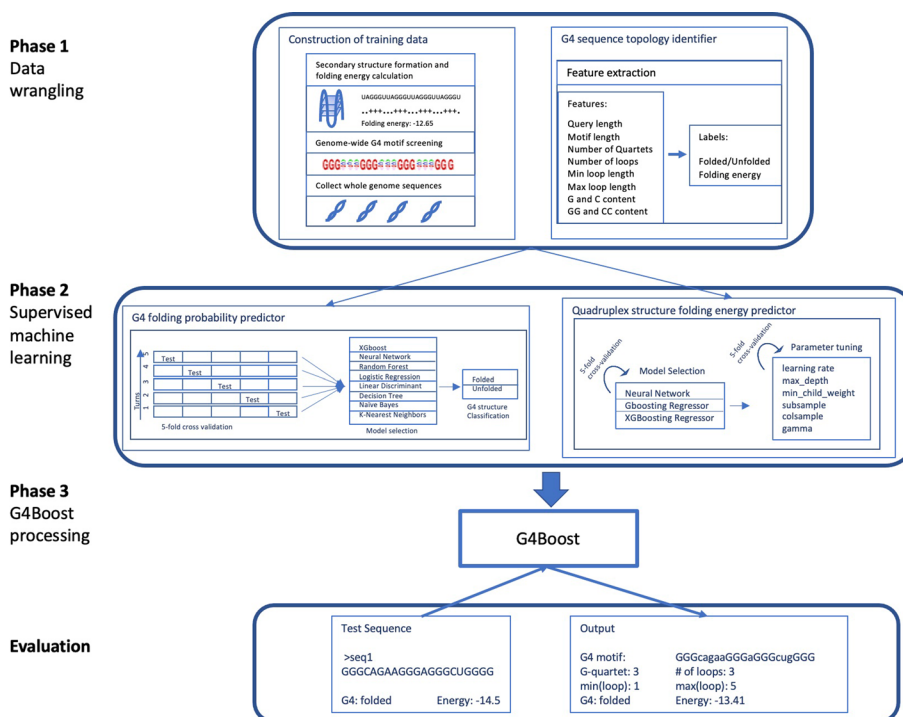 Phase 1
Data
wrangling
Construction of training data
Secondary structure formation and
folding energy calculation
UAGGGUUAGGGUUAGGGUUAGGGU
..+++...+++...+++...+++.
Folding energy: -12.65
Genome-wide G4 motif screening
GGG GGG GGG GG G
Collect whole genome sequences
G4 sequence topology identifier
Feature extraction
Features:
Query length
Motif length
Number of Quartets
Number of loops
Min loop length
Max loop length
G and C content
GG and CC content
Labels:
Folded/Unfolded
Folding energy
Phase 2
Supervised
machine
learning
G4 folding probability predictor
Turns
5
4
3
2
1
Test
Test
Test
Test
Test
5-fold cross validation
XGboost
Neural Network
Random Forest
Logistic Regression
Linear Discriminant
Decision Tree
Naïve Bayes
K-Nearest Neighbors
Model selection
Folded
Unfolded
G4 structure
Classification
Quadruplex structure folding energy predictor
5-fold
cross-validation
Model Selection
Neural Network
Gboosting Regressor
XGBoosting Regressor
5-fold
cross-validation
Parameter tuning
learning rate
max_depth
min_child_weight
subsample
colsample
gamma
Phase 3
G4Boost
processing
G4Boost
Evaluation
Test Sequence
>seq1
GGGCAGAAGGGAGGGCUGGGG
G4: folded Energy: -14.5
Output
G4 motif: GGGcagaaGGGaGGGcugGGG
G-quartet: 3 # of loops: 3
min(loop): 1 max(loop): 5
G4: folded Energy: -13.41